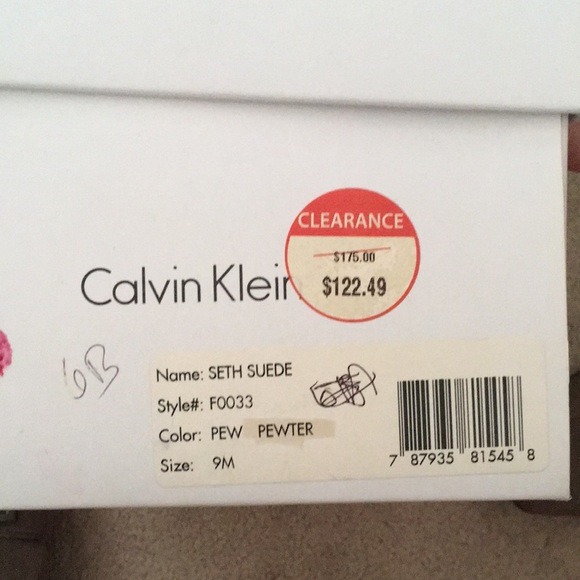 CLEARANCE
$175.00
$122.49
Calvin Klein
6B
Name: SETH SUEDE
Style#: F0033
Color: PEW PEWTER
Size: 9M
7 87935 81545 8